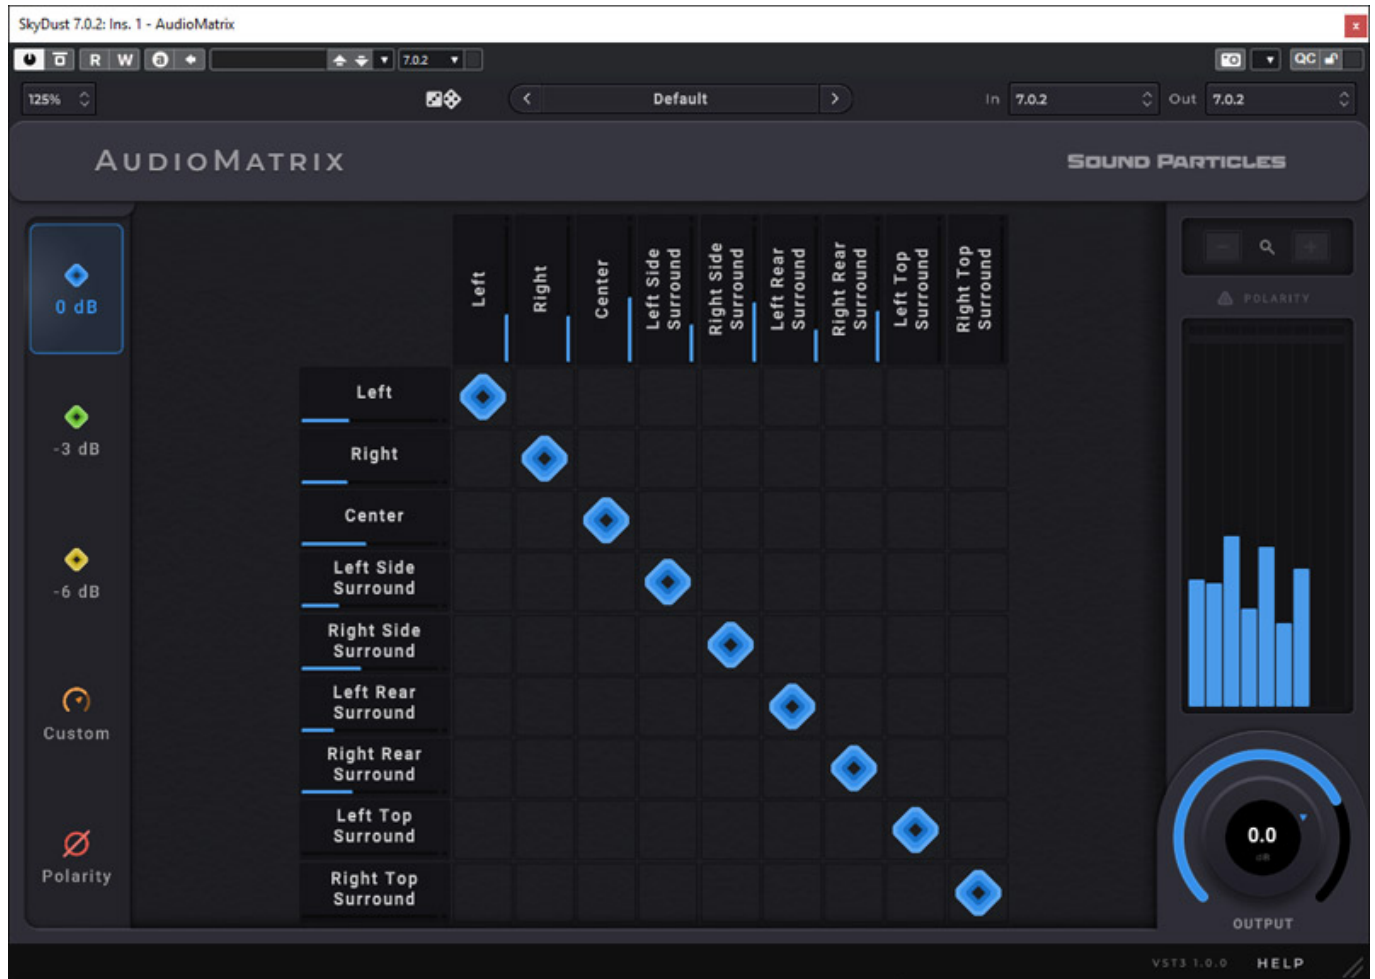 SkyDust 7.0.2: Ins. 1 - AudioMatrix
x
R W a 7.0.2 QC
125% Default In 7.0.2 Out 7.0.2
AUDIOMATRIX SOUND PARTICLES
0 dB
-3 dB
-6 dB
Custom
Polarity
Left
Right
Center
Left Side
Surround
Right Side
Surround
Left Rear
Surround
Right Rear
Surround
Left Top
Surround
Right Top
Surround
Left
Right
Center
Left Side
Surround
Right Side
Surround
Left Rear
Surround
Right Rear
Surround
Left Top
Surround
Right Top
Surround
POLARITY
0.0
dB
OUTPUT
VST3 1.0.0 HELP